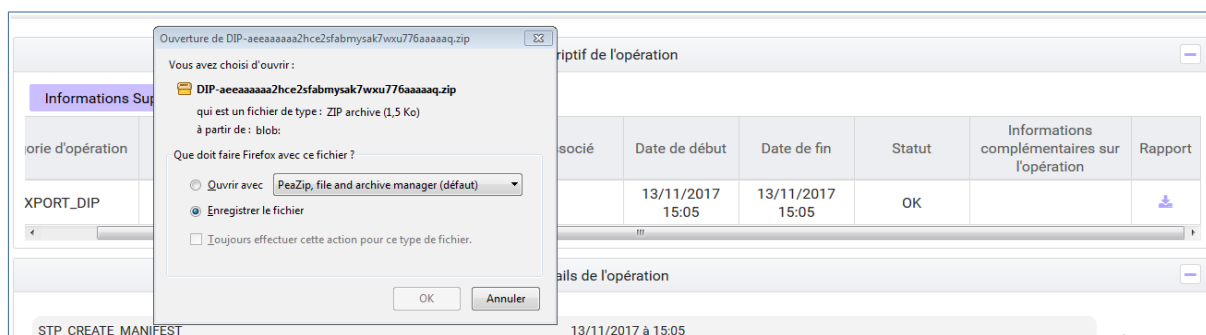 Ouverture de DIP-aeeaaaaaa2hce2sfabmysak7wxu776aaaaaq.zip
riptif de l'opération
Vous avez choisi d'ouvrir :
DIP-aeeaaaaaa2hce2sfabmysak7wxu776aaaaaq.zip
Informations Sup
qui est un fichier de type : ZIP archive (1,5 Ko)
à partir de : blob:
orie d'opération
ssocié
Date de début
Date de fin
Statut
Informations
complémentaires sur
l'opération
Rapport
Que doit faire Firefox avec ce fichier ?
Ouvrir avec
PeaZip, file and archive manager (défaut)
XPORT_DIP
13/11/2017
15:05
13/11/2017
15:05
OK
Enregistrer le fichier
Toujours effectuer cette action pour ce type de fichier.
ails de l'opération
OK
Annuler
STP_CREATE_MANIFEST
13/11/2017 à 15:05